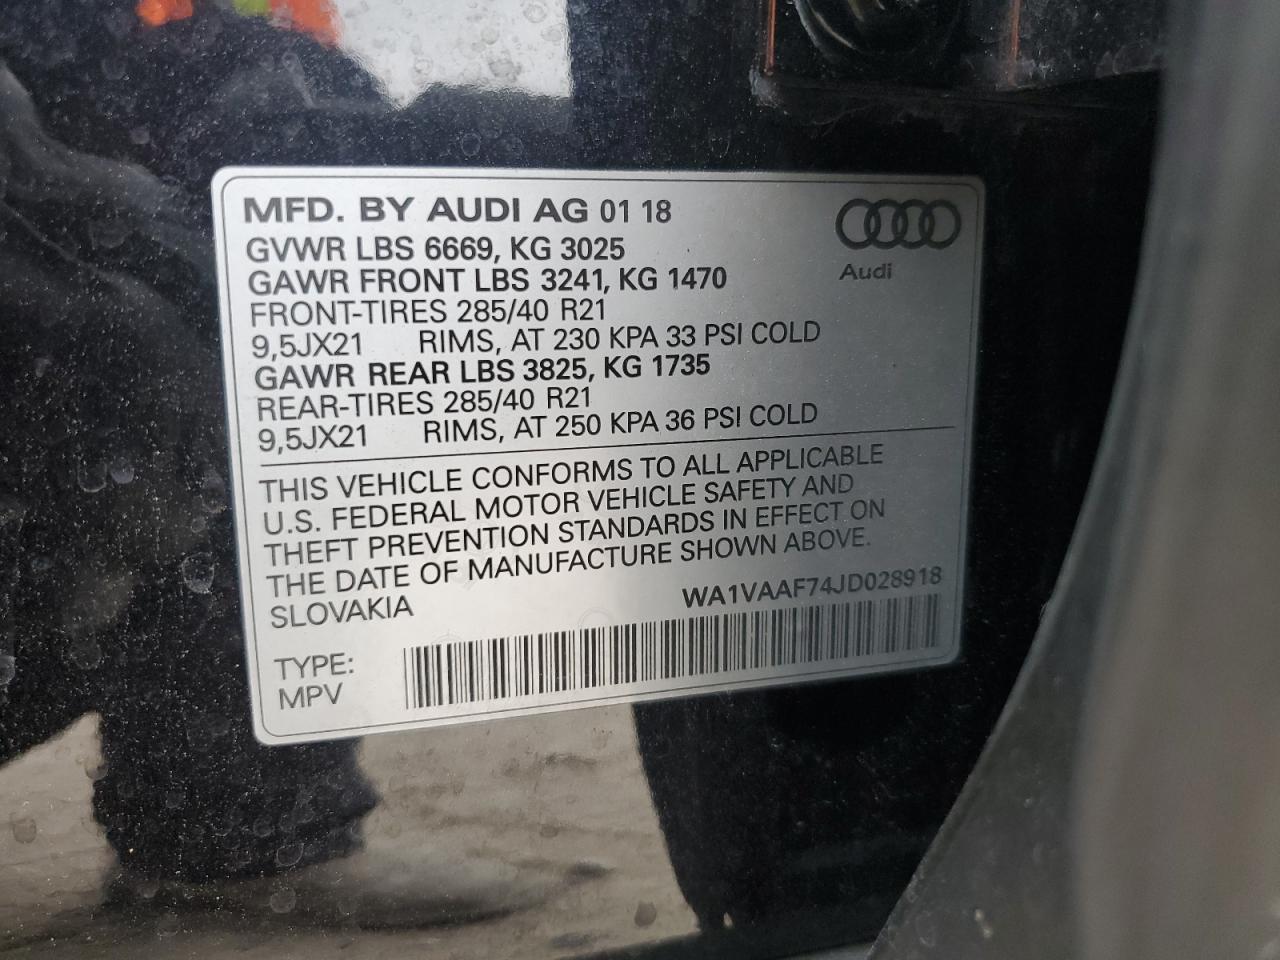 MFD. BY AUDI AG 01 18
GVWR LBS 6669, KG 3025
GAWR FRONT LBS 3241, KG 1470
FRONT-TIRES 285/40 R21
9,5JX21 RIMS, AT 230 KPA 33 PSI COLD
GAWR REAR LBS 3825, KG 1735
REAR-TIRES 285/40 R21
9,5JX21 RIMS, AT 250 KPA 36 PSI COLD
Audi
THIS VEHICLE CONFORMS TO ALL APPLICABLE
U.S. FEDERAL MOTOR VEHICLE SAFETY AND
THEFT PREVENTION STANDARDS IN EFFECT ON
THE DATE OF MANUFACTURE SHOWN ABOVE.
SLOVAKIA
WA1VAAF74JD028918
TYPE:
MPV